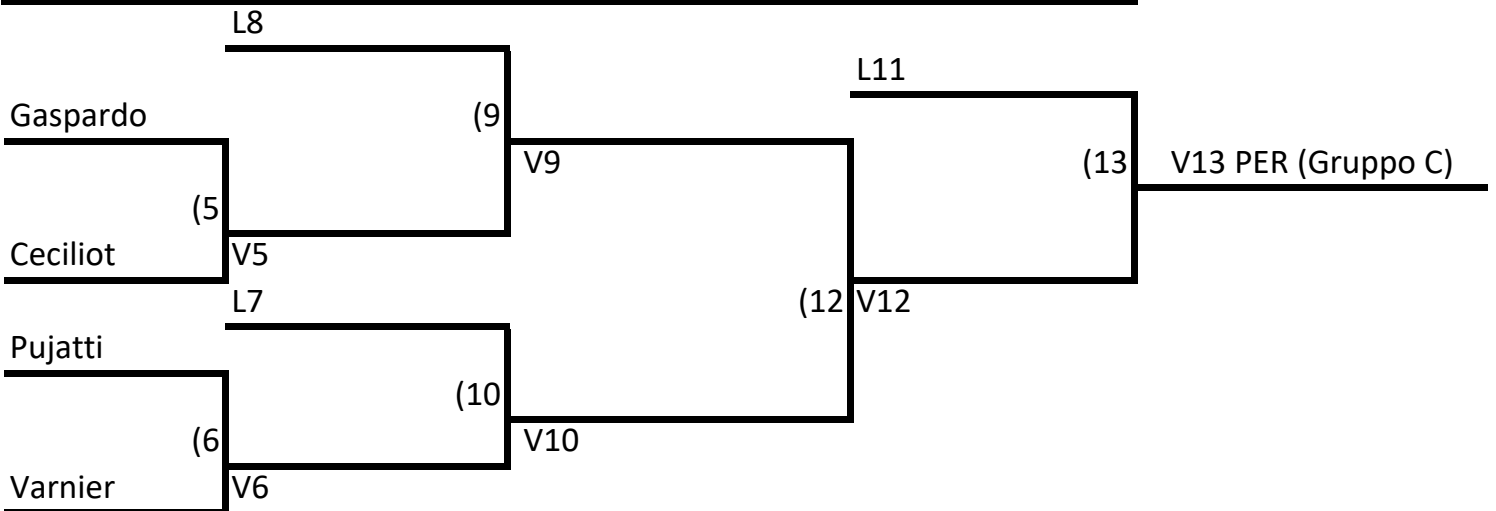 L8
L11
Gaspardo
(9
V9
(13
V13 PER (Gruppo C)
(5
Ceciliot
V5
L7
(12
V12
Pujatti
(10
V10
(6
Varnier
V6